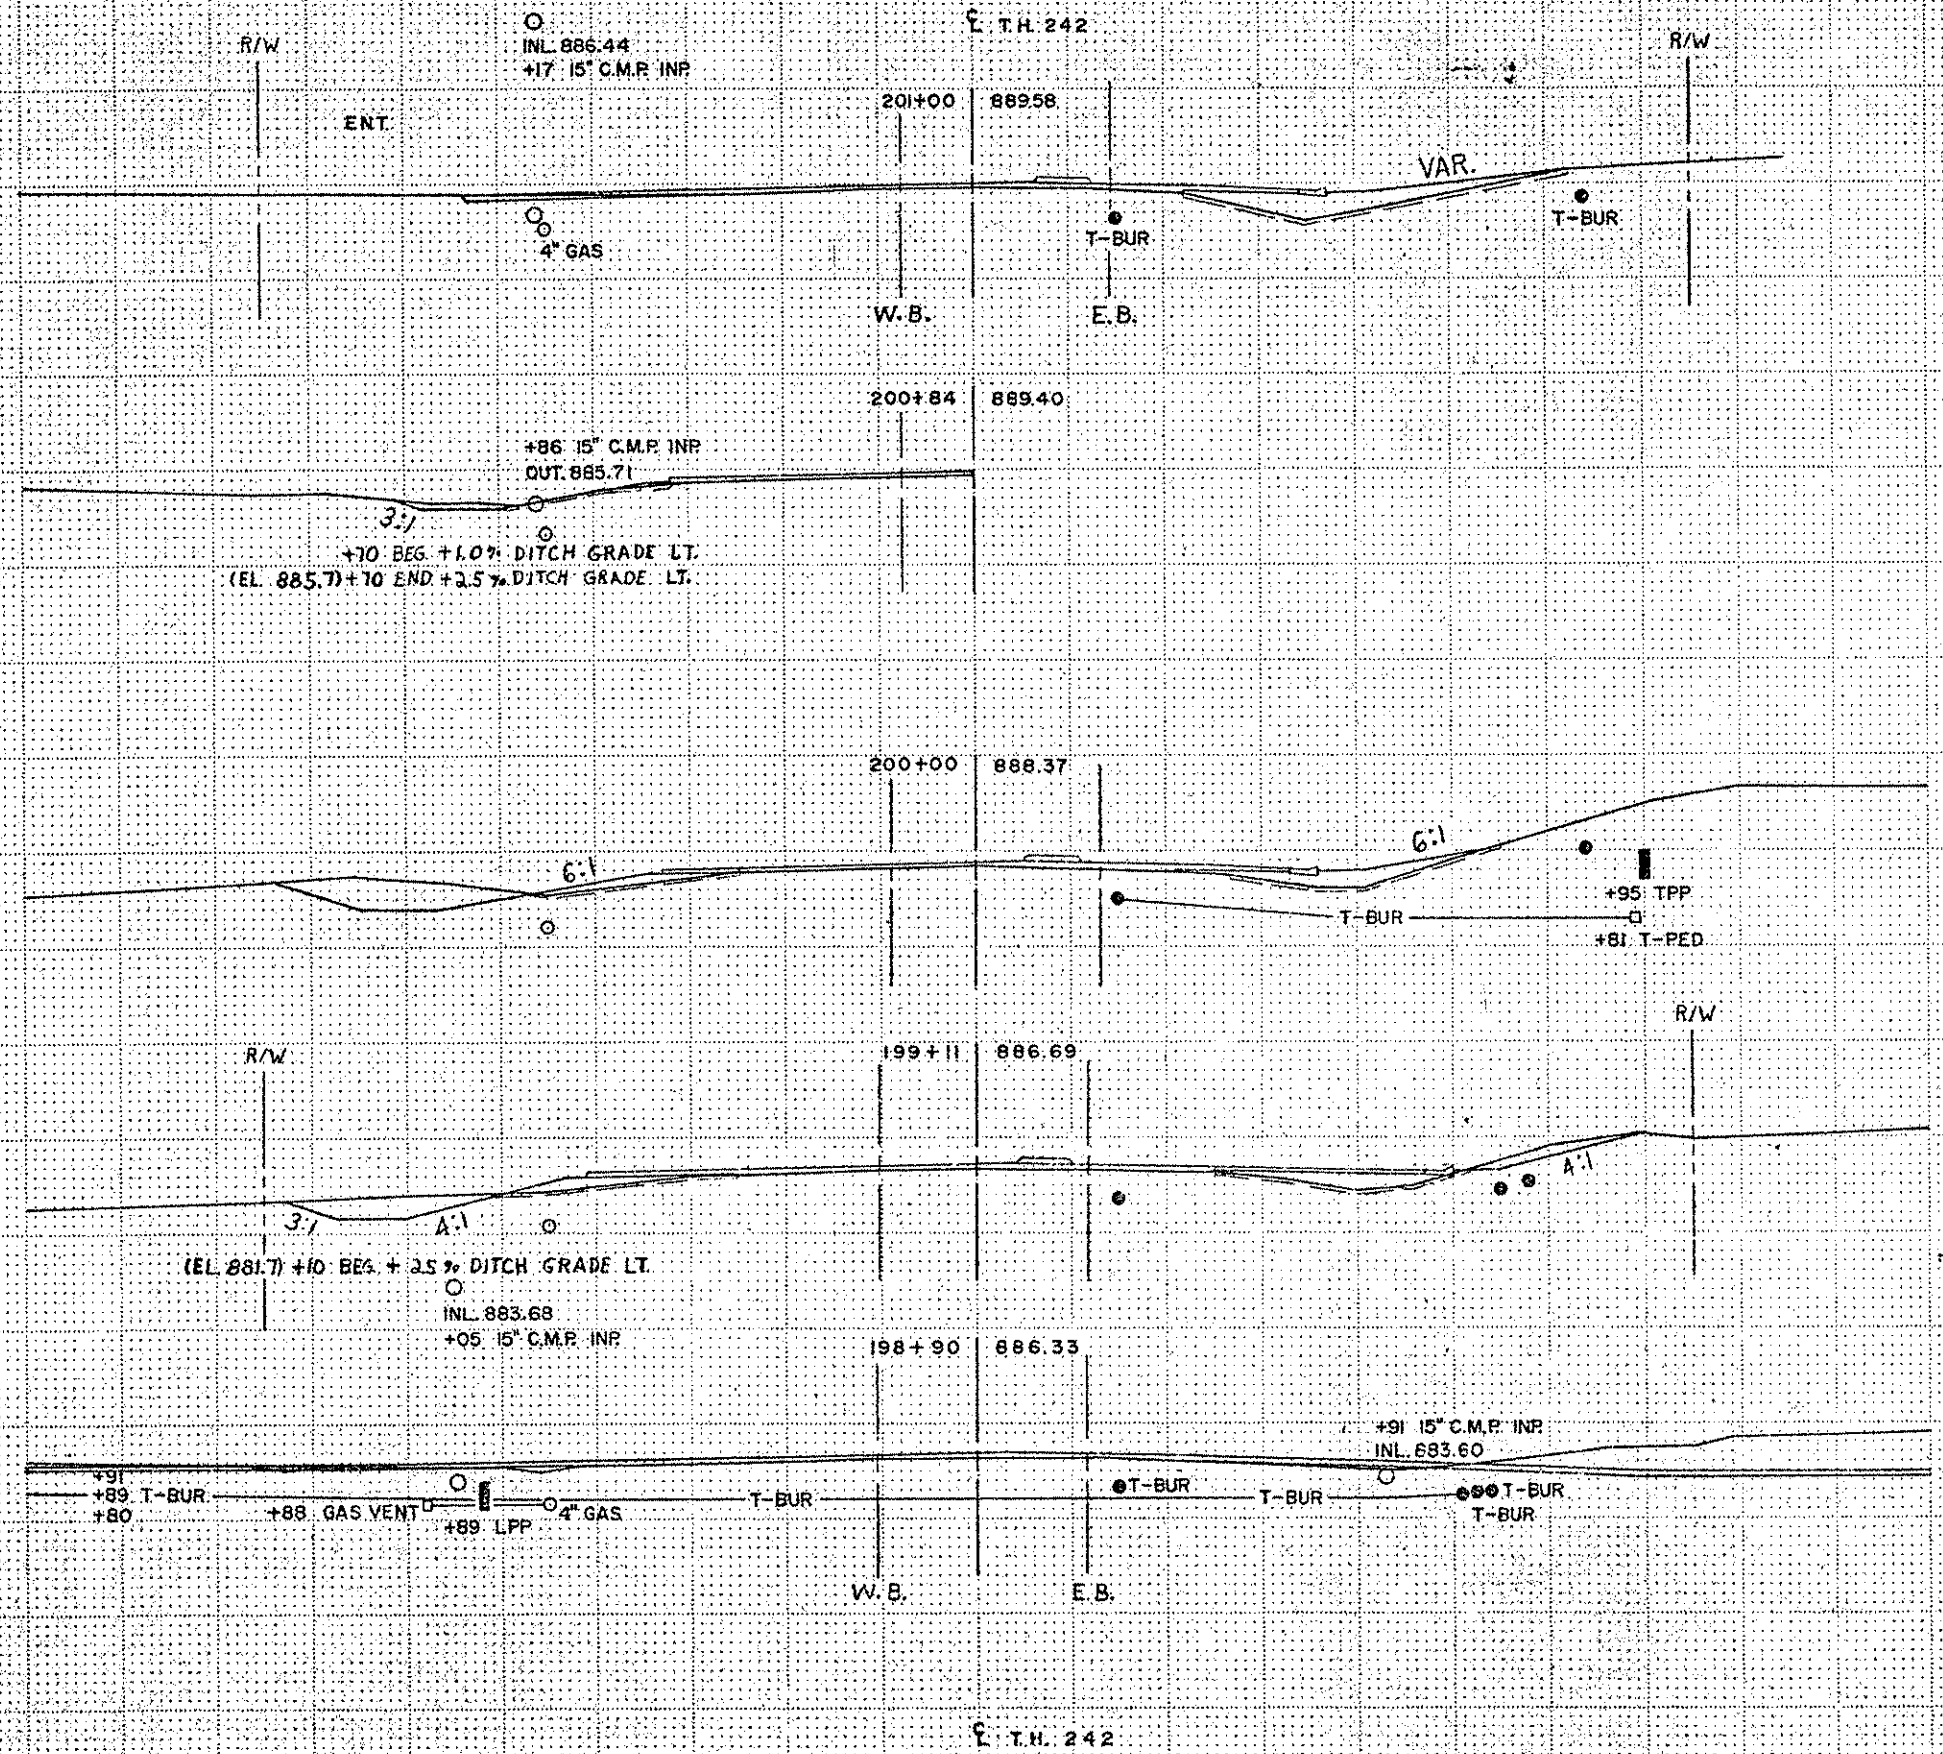 ℄ T.H. 242
R/W
INL. 886.44
+17 15" C.M.P. INP.
R/W
ENT.
201+00 889.58
VAR.
4" GAS
T-BUR
T-BUR
W.B.
E.B.
200+84 889.40
+86 15" C.M.P. INP.
OUT. 885.71
3:1
+70 BEG. +1.0% DITCH GRADE LT.
(EL. 885.7) +70 END +2.5% DITCH GRADE LT.
200+00 888.37
6:1
6:1
+95 TPP
T-BUR
+81 T-PED
R/W
R/W
199+11 886.69
3:1
4:1
4:1
(EL. 881.7) +10 BEG. +2.5% DITCH GRADE LT.
INL. 883.68
+05 15" C.M.P. INP.
198+90 886.33
+91 15" C.M.P. INP.
INL. 883.60
+91
+89 T-BUR
+80
+88 GAS VENT
+89 LPP
4" GAS
T-BUR
T-BUR
T-BUR
T-BUR
T-BUR
W.B.
E.B.
℄ T.H. 242